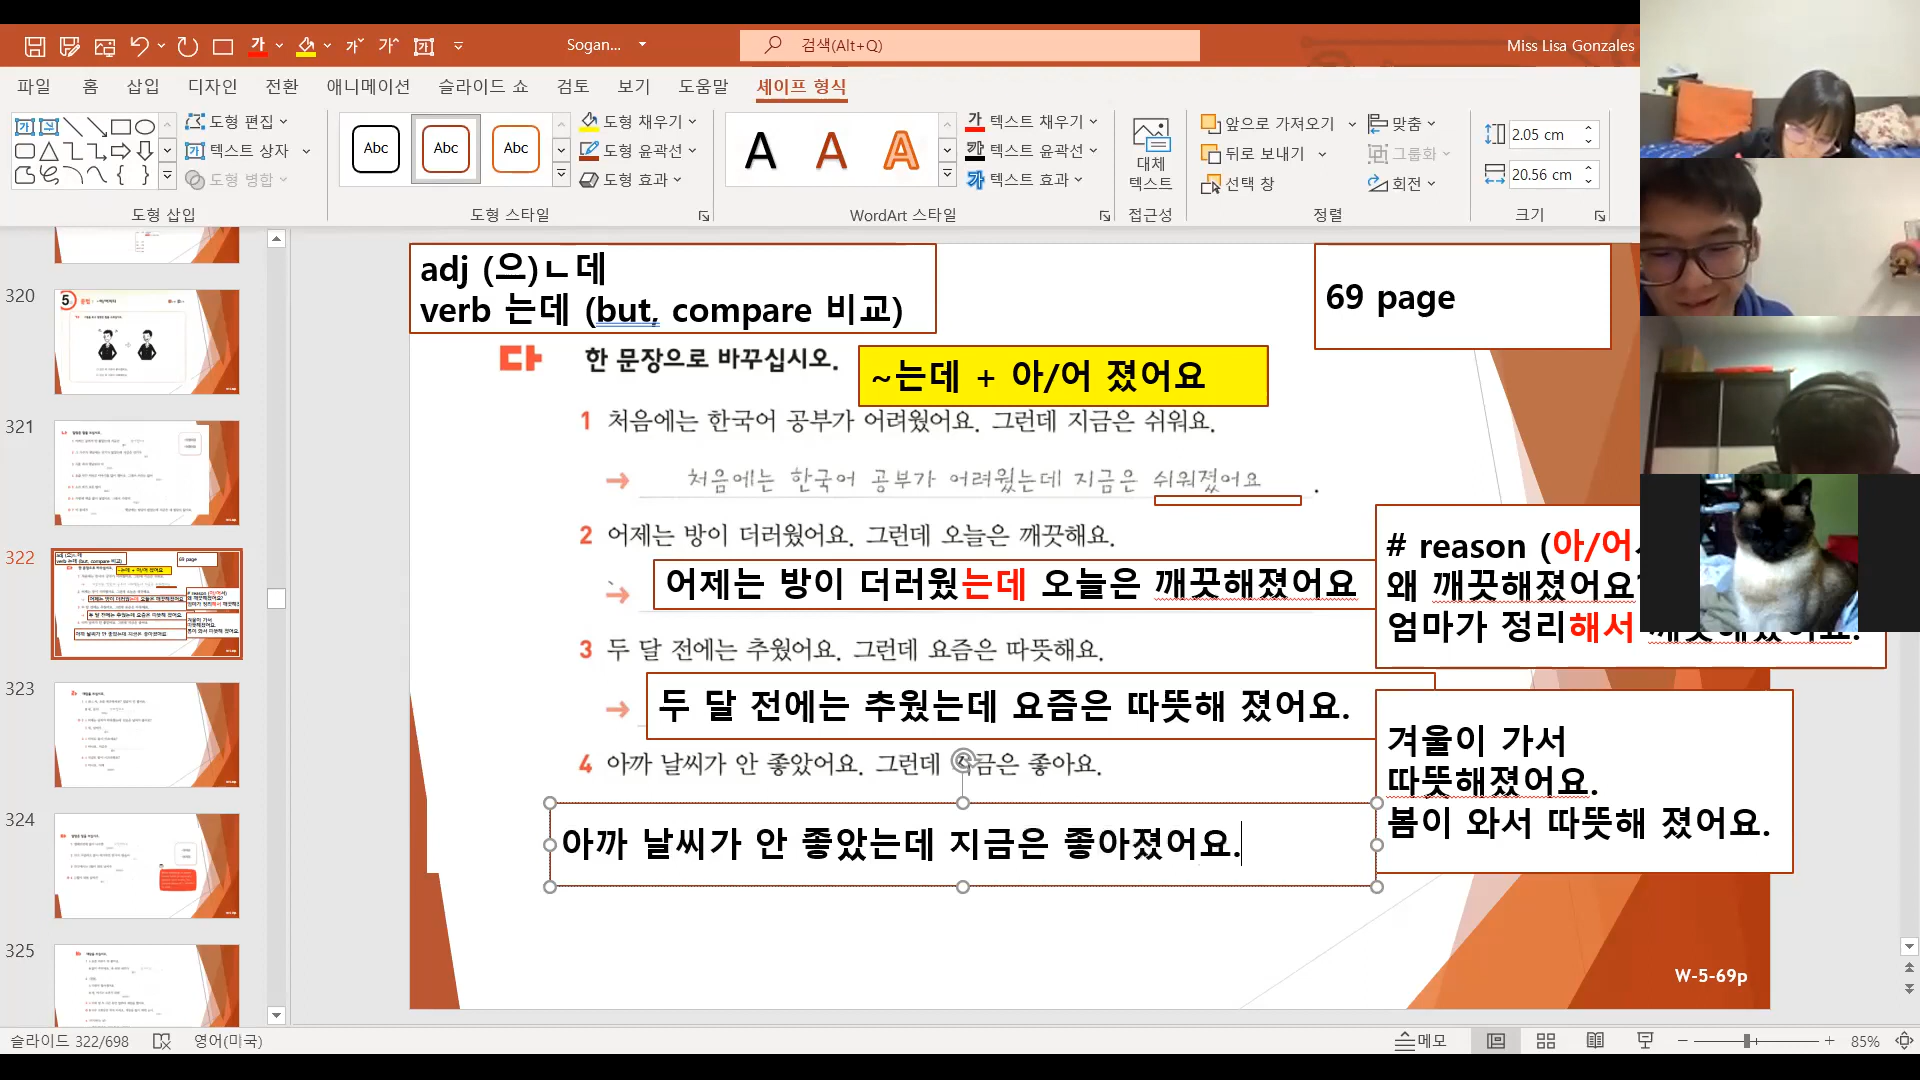 Sogan...
검색(Alt+Q)
Miss Lisa Gonzales
파일 홈 삽입 디자인 전환 애니메이션 슬라이드 쇼 검토 보기 도움말 셰이프 형식
도형 편집
텍스트 상자
도형 병합
도형 삽입
Abc Abc Abc
도형 채우기
도형 윤곽선
도형 효과
도형 스타일
A A A
텍스트 채우기
텍스트 윤곽선
텍스트 효과
WordArt 스타일
대체
텍스트
접근성
앞으로 가져오기
뒤로 보내기
선택 창
맞춤
그룹화
회전
정렬
2.05 cm
20.56 cm
크기
320
321
322
323
324
325
adj (으)ㄴ데
verb 는데 (but, compare 비교)
69 page
다 한 문장으로 바꾸십시오.
~는데 + 아/어 졌어요
1 처음에는 한국어 공부가 어려웠어요. 그런데 지금은 쉬워요.
→ 처음에는 한국어 공부가 어려웠는데 지금은 쉬워졌어요.
2 어제는 방이 더러웠어요. 그런데 오늘은 깨끗해요.
→ 어제는 방이 더러웠는데 오늘은 깨끗해졌어요
3 두 달 전에는 추웠어요. 그런데 요즘은 따뜻해요.
→ 두 달 전에는 추웠는데 요즘은 따뜻해 졌어요.
4 아까 날씨가 안 좋았어요. 그런데 지금은 좋아요.
아까 날씨가 안 좋았는데 지금은 좋아졌어요.
# reason (아/어
왜 깨끗해졌어요
엄마가 정리해서 깨끗해졌어요.
겨울이 가서
따뜻해졌어요.
봄이 와서 따뜻해 졌어요.
W-5-69p
슬라이드 322/698 영어(미국)
메모
85%